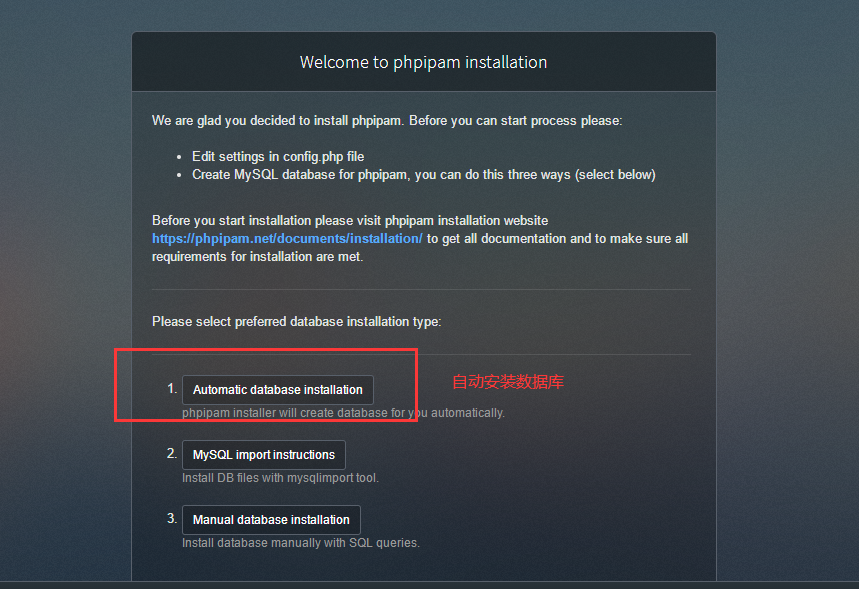 Welcome to phpipam installation
We are glad you decided to install phpipam. Before you can start process please:
• Edit settings in config.php file
• Create MySQL database for phpipam, you can do this three ways (select below)
Before you start installation please visit phpipam installation website
https://phpipam.net/documents/installation/ to get all documentation and to make sure all
requirements for installation are met.
Please select preferred database installation type:
1. Automatic database installation
自动安装数据库
phpipam installer will create database for you automatically.
2. MySQL import instructions
Install DB files with mysqlimport tool.
3. Manual database installation
Install database manually with SQL queries.